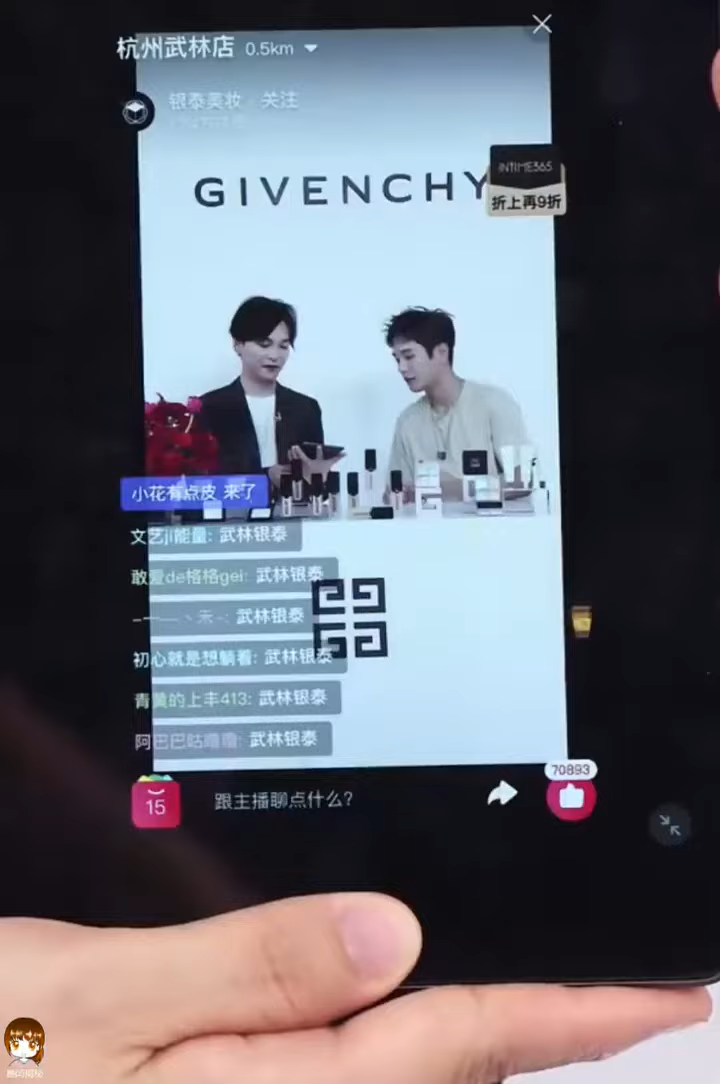 杭州武林店 0.5km
银泰美妆 关注
INTIME365
GIVENCHY
折上再9折
小花有点皮 来了
文艺ji能量: 武林银泰
敢爱de格格gei: 武林银泰
武林银泰
初心就是想躺着: 武林银泰
青黄的上丰413: 武林银泰
阿巴巴咕噜噜: 武林银泰
70893
15
跟主播聊点什么?